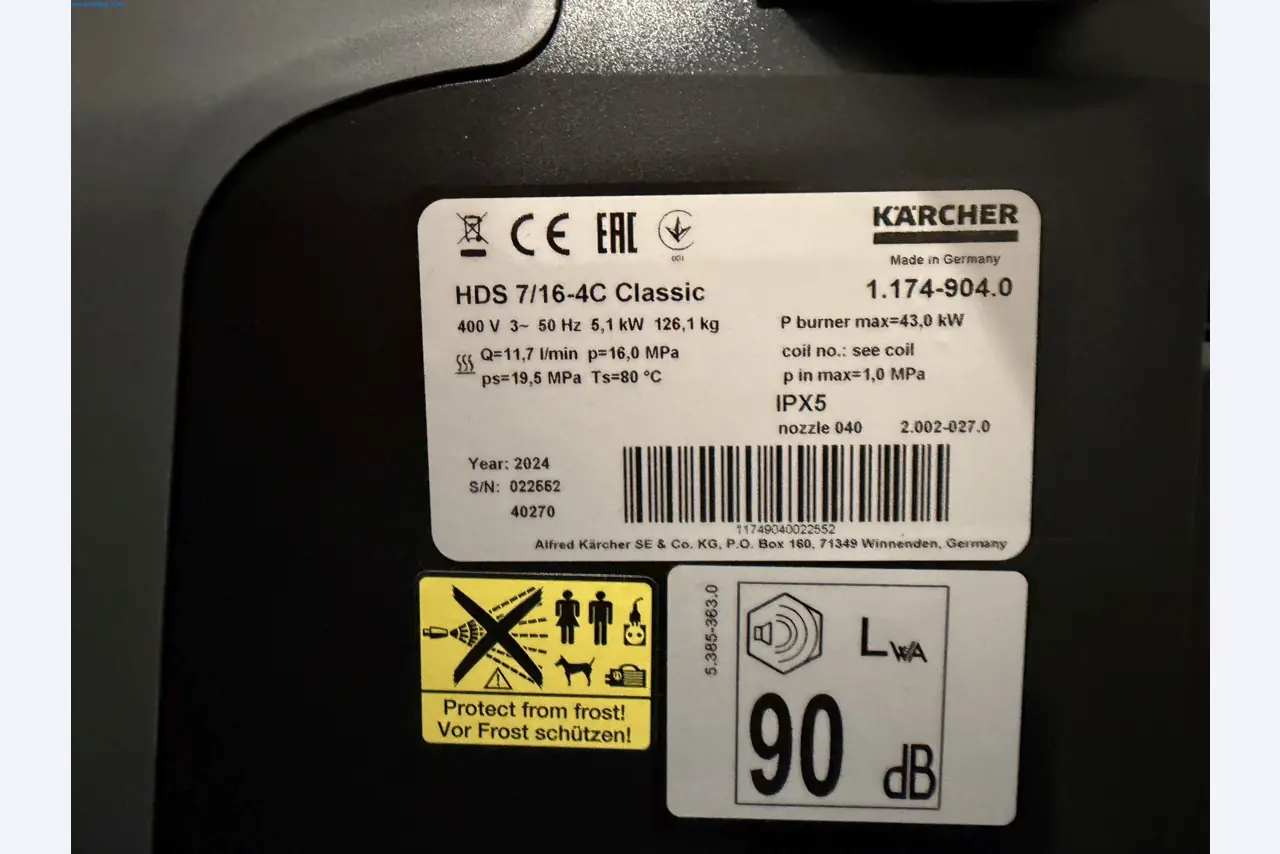 CE EAC
001
KÄRCHER
Made in Germany
HDS 7/16-4C Classic
1.174-904.0
400 V 3~ 50 Hz 5,1 kW 126,1 kg
P burner max=43,0 kW
Q=11,7 l/min p=16,0 MPa
coil no.: see coil
ps=19,5 MPa Ts=80 °C
p in max=1,0 MPa
IPX5
nozzle 040 2.002-027.0
Year: 2024
S/N: 022552
40270
11749040022552
Alfred Kärcher SE & Co. KG, P.O. Box 160, 71349 Winnenden, Germany
Protect from frost!
Vor Frost schützen!
5.385-363.0
LWA
90
dB